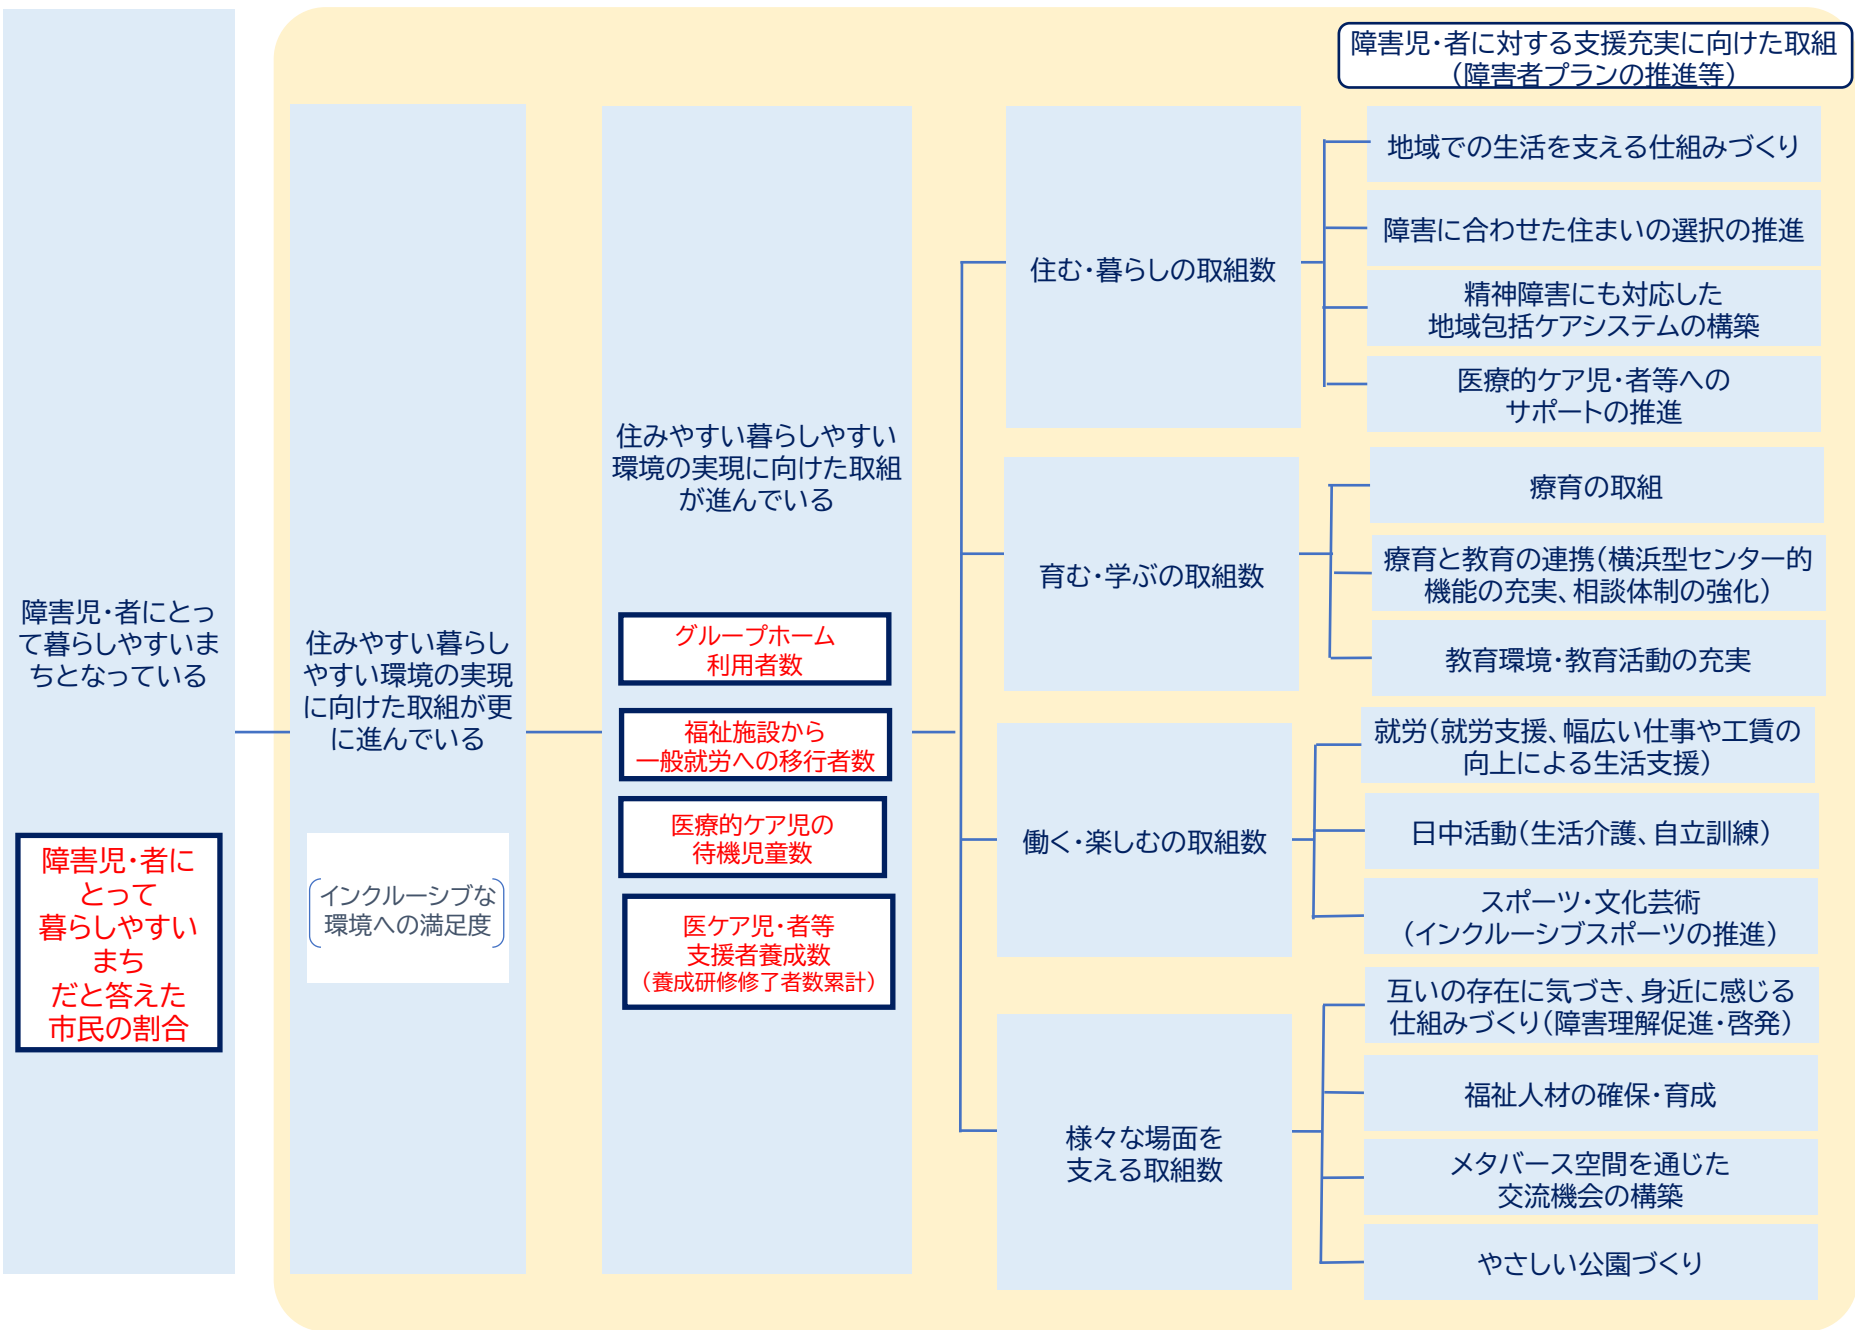 障害児・者に対する支援充実に向けた取組
（障害者プランの推進等）
障害児・者にとっ
て暮らしやすいま
ちとなっている
障害児・者に
とって
暮らしやすい
まち
だと答えた
市民の割合
住みやすい暮らし
やすい環境の実現
に向けた取組が更
に進んでいる
インクルーシブな
環境への満足度
住みやすい暮らしやすい
環境の実現に向けた取組
が進んでいる
グループホーム
利用者数
福祉施設から
一般就労への移行者数
医療的ケア児の
待機児童数
医ケア児・者等
支援者養成数
（養成研修修了者数累計）
住む・暮らしの取組数
地域での生活を支える仕組みづくり
障害に合わせた住まいの選択の推進
精神障害にも対応した
地域包括ケアシステムの構築
医療的ケア児・者等への
サポートの推進
育む・学ぶの取組数
療育の取組
療育と教育の連携（横浜型センター的
機能の充実、相談体制の強化）
教育環境・教育活動の充実
働く・楽しむの取組数
就労（就労支援、幅広い仕事や工賃の
向上による生活支援）
日中活動（生活介護、自立訓練）
スポーツ・文化芸術
（インクルーシブスポーツの推進）
様々な場面を
支える取組数
互いの存在に気づき、身近に感じる
仕組みづくり（障害理解促進・啓発）
福祉人材の確保・育成
メタバース空間を通じた
交流機会の構築
やさしい公園づくり